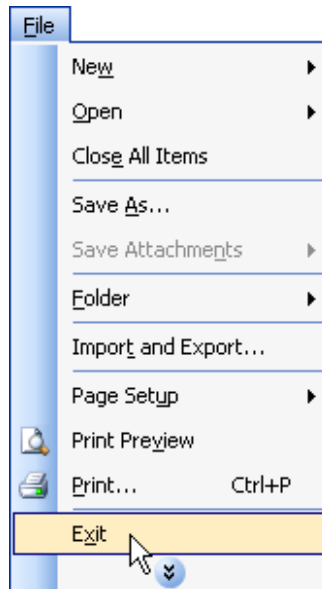 File
New
Open
Close All Items
Save As...
Save Attachments
Folder
Import and Export...
Page Setup
Print Preview
Print... Ctrl+P
Exit